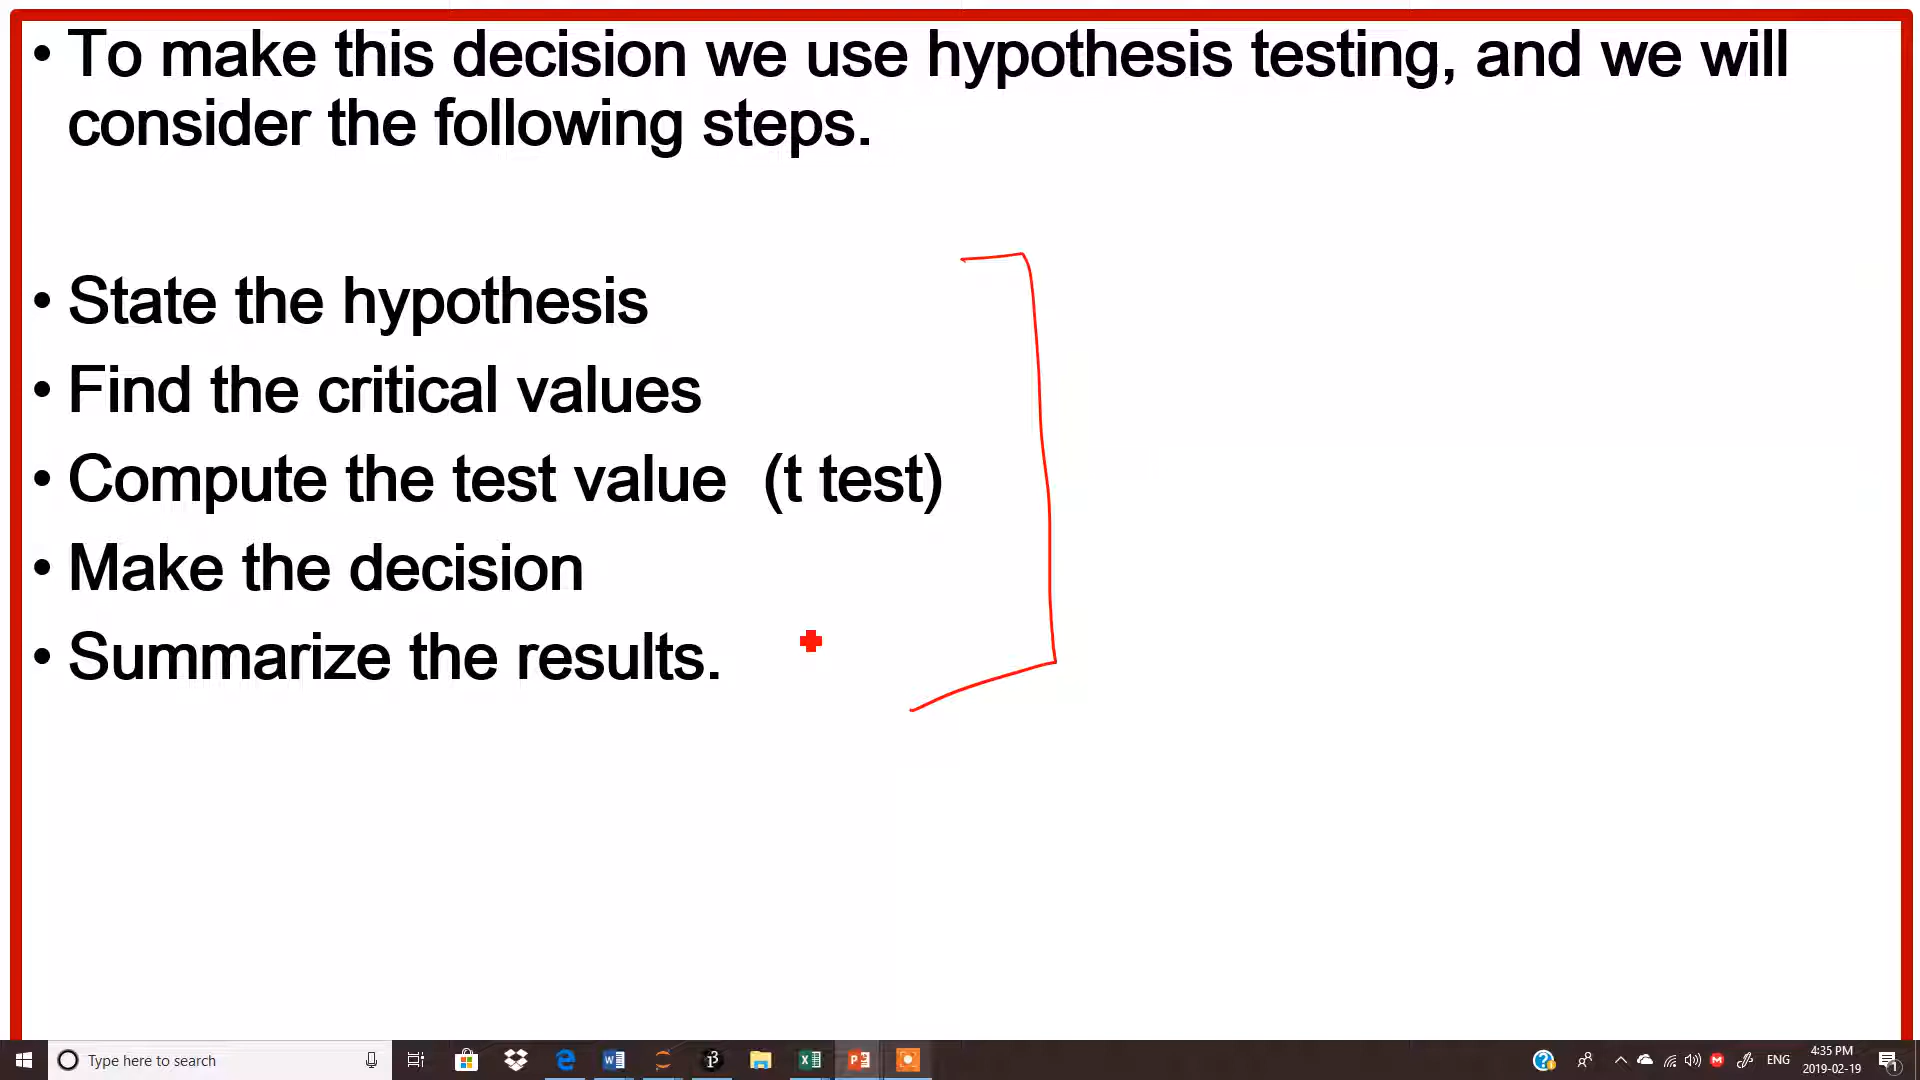 • To make this decision we use hypothesis testing, and we will
consider the following steps.
• State the hypothesis
• Find the critical values
• Compute the test value (t test)
• Make the decision
• Summarize the results.
Type here to search
ENG
4:35 PM
2019-02-19